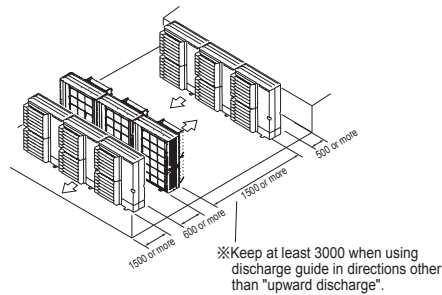 500 or more
1500 or more
600 or more
1500 or more
※Keep at least 3000 when using
discharge guide in directions other
than "upward discharge".